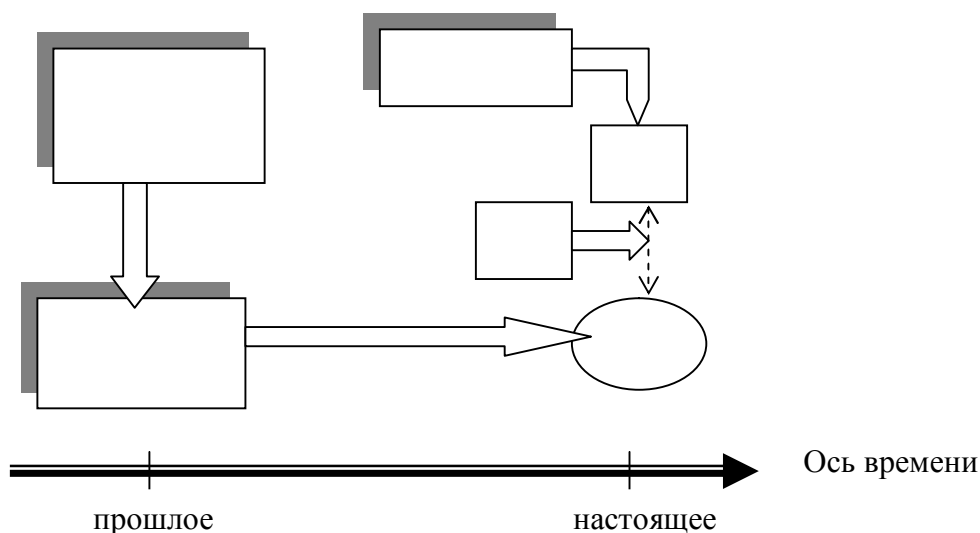 Ось времени
прошлое
настоящее